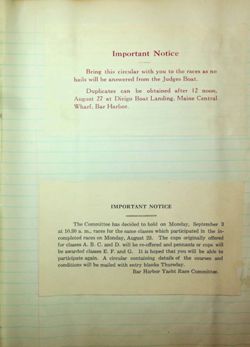 Important Notice
Bring this circular with you to the races as no
hails will be answered from the Judges Boat.
Duplicates can be obtained after 12 noon,
August 27 at Dirigo Boat Landing, Maine Central
Wharf, Bar Harbor.
IMPORTANT NOTICE
The Committee has decided to hold on Monday, September 3
at 10.30 a. m., races for the same classes which participated in the in-
completed races on Monday, August 20. The cups originally offered
for classes A. B. C. and D. will be re-offered and pennants or cups will
be awarded classes E. F. and G. It is hoped that you will be able to
participate again. A circular containing details of the courses and
conditions will be mailed with entry blanks Thursday.
Bar Harbor Yacht Race Committee.